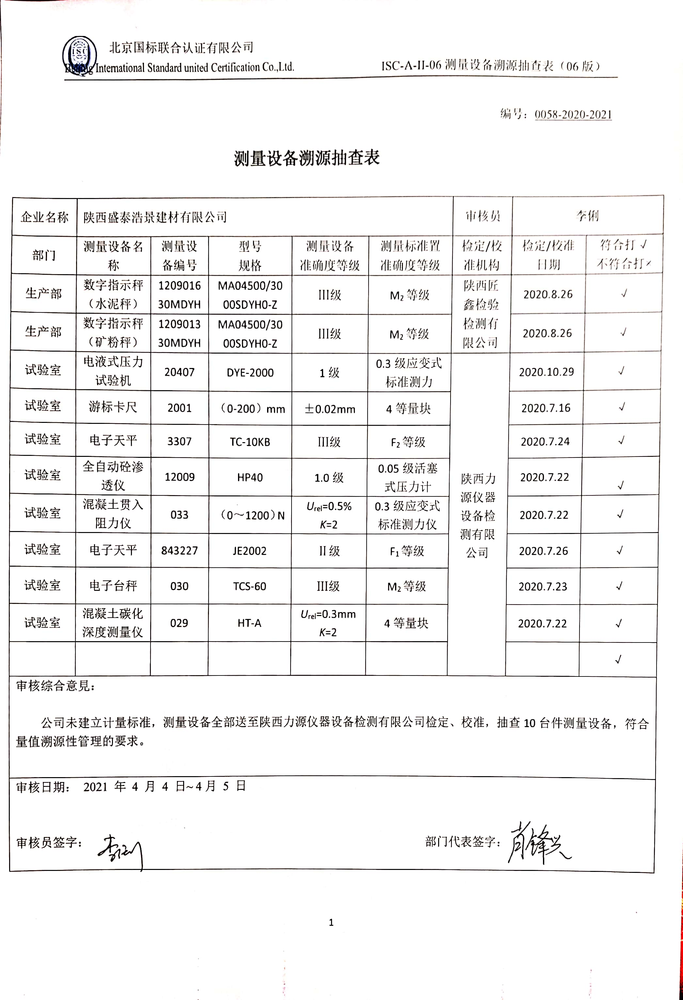 ISC
北京国标联合认证有限公司
Beijing International Standard united Certification Co.,Ltd.
ISC-A-II-06 测量设备溯源抽查表（06 版）
编号：0058-2020-2021
测量设备溯源抽查表
企业名称 陕西盛泰浩景建材有限公司 审核员 李俐
部门 测量设备名称 测量设备编号 型号规格 测量设备准确度等级 测量标准置准确度等级 检定/校准机构 检定/校准日期 符合打 √ 不符合打×
生产部 数字指示秤（水泥秤） 120901630MDYH MA04500/3000SDYH0-Z III级 M₂ 等级 陕西匠鑫检验检测有限公司 2020.8.26 √
生产部 数字指示秤（矿粉秤） 120901330MDYH MA04500/3000SDYH0-Z III级 M₂ 等级 2020.8.26 √
试验室 电液式压力试验机 20407 DYE-2000 1 级 0.3 级应变式标准测力 陕西力源仪器设备检测有限公司 2020.10.29 √
试验室 游标卡尺 2001 （0-200）mm ±0.02mm 4 等量块 2020.7.16 √
试验室 电子天平 3307 TC-10KB III级 F₂ 等级 2020.7.24 √
试验室 全自动砼渗透仪 12009 HP40 1.0 级 0.05 级活塞式压力计 2020.7.22 √
试验室 混凝土贯入阻力仪 033 （0～1200）N Urel=0.5% K=2 0.3 级应变式标准测力仪 2020.7.22 √
试验室 电子天平 843227 JE2002 II 级 F₁ 等级 2020.7.26 √
试验室 电子台秤 030 TCS-60 III级 M₂ 等级 2020.7.23 √
试验室 混凝土碳化深度测量仪 029 HT-A Urel=0.3mm K=2 4 等量块 2020.7.22 √
√
审核综合意见：
公司未建立计量标准，测量设备全部送至陕西力源仪器设备检测有限公司检定、校准，抽查 10 台件测量设备，符合
量值溯源性管理的要求。
审核日期： 2021 年 4 月 4 日~4 月 5 日
审核员签字： 李俐 部门代表签字： 肖锋兴
1